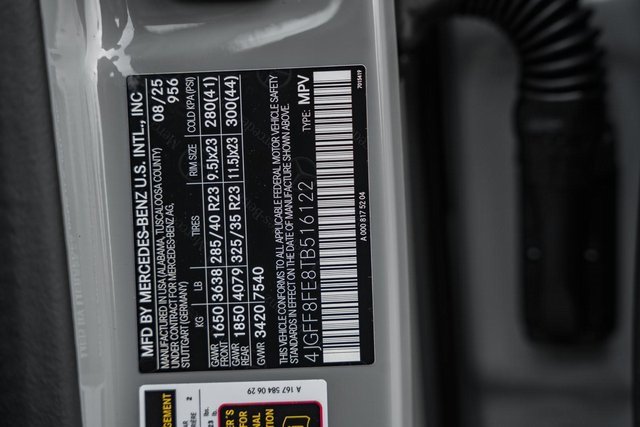 MFD BY MERCEDES-BENZ U.S. INTL., INC
MANUFACTURED IN USA (ALABAMA, TUSCALOOSA COUNTY)
UNDER CONTRACT FOR MERCEDES-BENZ AG,
STUTTGART (GERMANY)
08/25
956
KG LB TIRES RIM SIZE COLD KPA (PSI)
GAWR FRONT 1650 3638 285/40 R23 9.5Jx23 280(41)
GAWR REAR 1850 4079 325/35 R23 11.5Jx23 300(44)
GVWR 3420 7540
THIS VEHICLE CONFORMS TO ALL APPLICABLE FEDERAL MOTOR VEHICLE SAFETY
STANDARDS IN EFFECT ON THE DATE OF MANUFACTURE SHOWN ABOVE.
4JGFF8FE8TB516122 TYPE: MPV
A 000 817 52 04
7015419
A 167 584 06 29
2